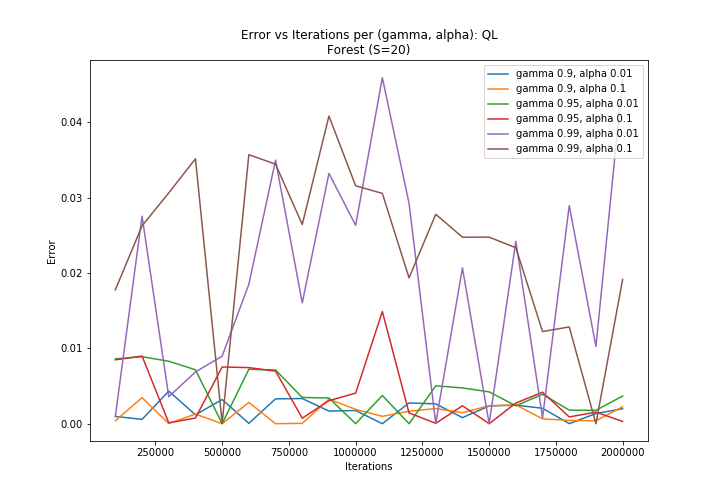 Error vs Iterations per (gamma, alpha): QL
Forest (S=20)
gamma 0.9, alpha 0.01
gamma 0.9, alpha 0.1
gamma 0.95, alpha 0.01
gamma 0.95, alpha 0.1
gamma 0.99, alpha 0.01
gamma 0.99, alpha 0.1
Error
0.04
0.03
0.02
0.01
0.00
250000 500000 750000 1000000 1250000 1500000 1750000 2000000
Iterations